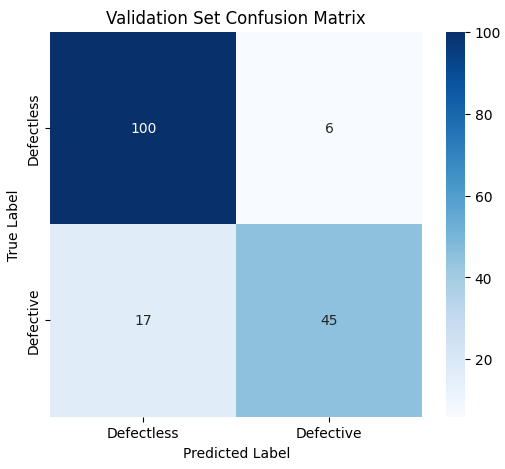 Validation Set Confusion Matrix
True Label
Defectless
Defective
100
6
17
45
Defectless
Defective
Predicted Label
100
80
60
40
20